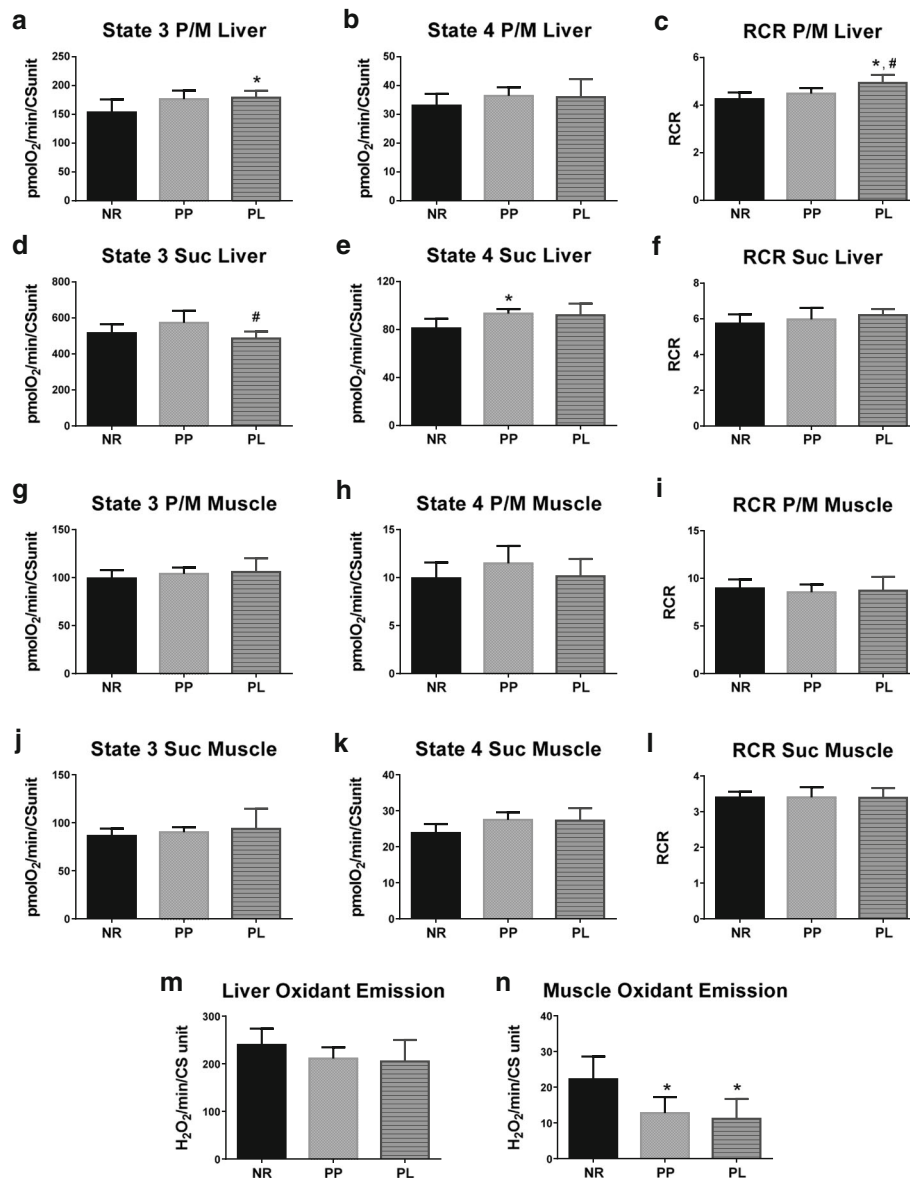 a State 3 P/M Liver
pmolO₂/min/CSunit
200
150
100
50
0
NR PP PL
*
b State 4 P/M Liver
pmolO₂/min/CSunit
50
40
30
20
10
0
NR PP PL
c RCR P/M Liver
RCR
6
4
2
0
NR PP PL
*, #
d State 3 Suc Liver
pmolO₂/min/CSunit
800
600
400
200
0
NR PP PL
#
e State 4 Suc Liver
pmolO₂/min/CSunit
120
80
40
0
NR PP PL
*
f RCR Suc Liver
RCR
8
6
4
2
0
NR PP PL
g State 3 P/M Muscle
pmolO₂/min/CSunit
150
100
50
0
NR PP PL
h State 4 P/M Muscle
pmolO₂/min/CSunit
15
10
5
0
NR PP PL
i RCR P/M Muscle
RCR
15
10
5
0
NR PP PL
j State 3 Suc Muscle
pmolO₂/min/CSunit
150
100
50
0
NR PP PL
k State 4 Suc Muscle
pmolO₂/min/CSunit
40
30
20
10
0
NR PP PL
l RCR Suc Muscle
RCR
4
3
2
1
0
NR PP PL
m Liver Oxidant Emission
H₂O₂/min/CS unit
300
200
100
0
NR PP PL
n Muscle Oxidant Emission
H₂O₂/min/CS unit
40
30
20
10
0
NR PP PL
* *